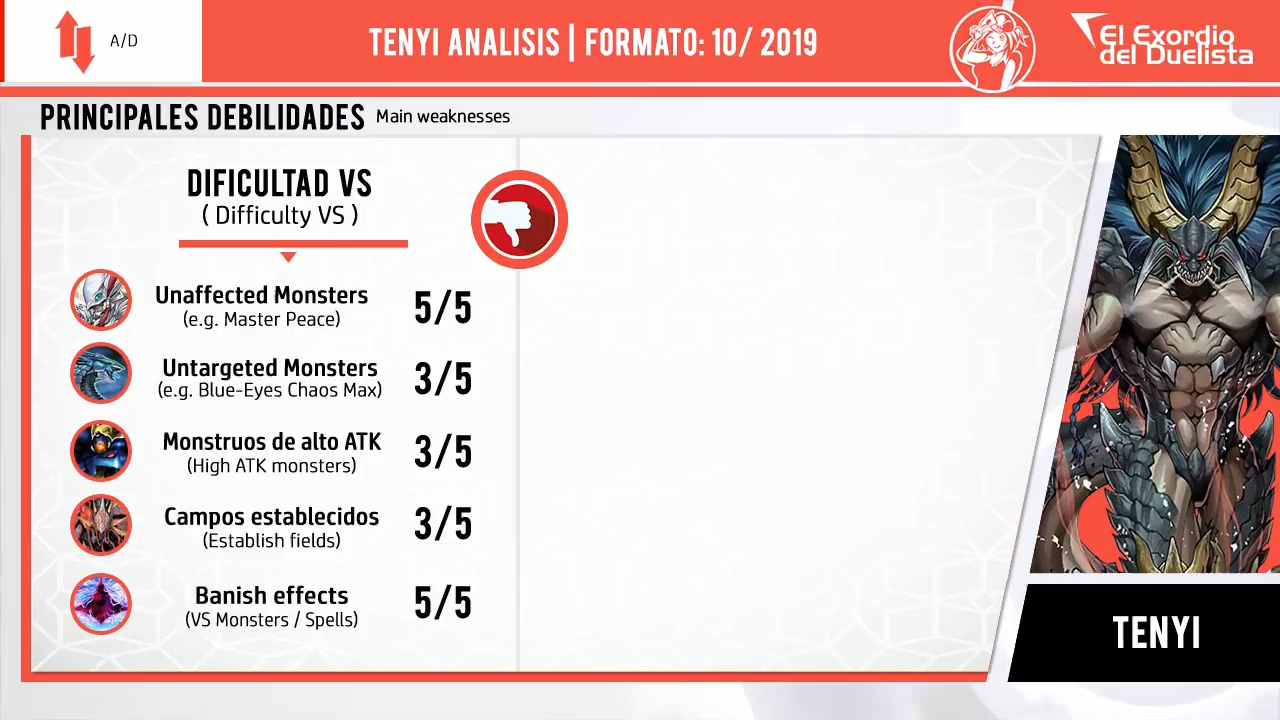 A/D
TENYI ANALISIS | FORMATO: 10/ 2019
El Exordio
del Duelista
PRINCIPALES DEBILIDADES Main weaknesses
DIFICULTAD VS
( Difficulty VS )
Unaffected Monsters
(e.g. Master Peace)
5/5
Untargeted Monsters
(e.g. Blue-Eyes Chaos Max)
3/5
Monstruos de alto ATK
(High ATK monsters)
3/5
Campos establecidos
(Establish fields)
3/5
Banish effects
(VS Monsters / Spells)
5/5
TENYI